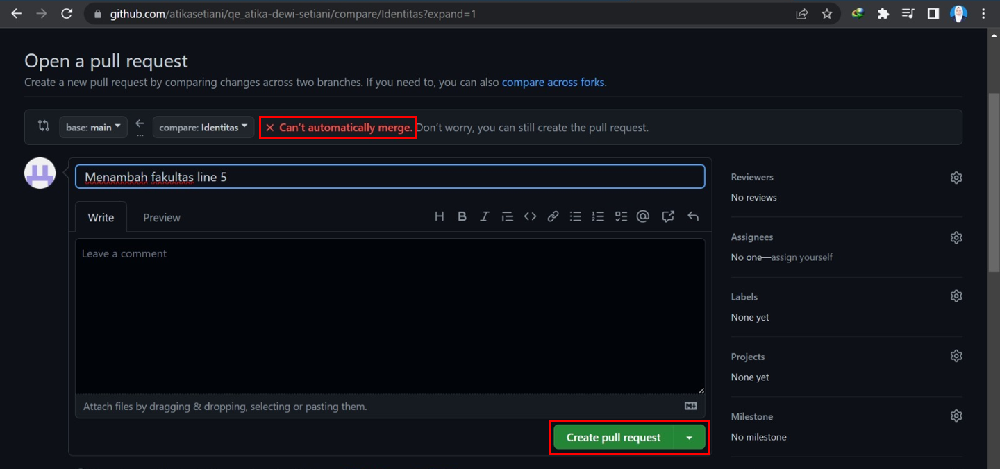 github.com/atikasetiani/qe_atika-dewi-setiani/compare/Identitas?expand=1
Open a pull request
Create a new pull request by comparing changes across two branches. If you need to, you can also compare across forks.
base: main
compare: Identitas
Can't automatically merge. Don't worry, you can still create the pull request.
Menambah fakultas line 5
Write Preview
Leave a comment
Attach files by dragging & dropping, selecting or pasting them.
Create pull request
Reviewers
No reviews
Assignees
No one—assign yourself
Labels
None yet
Projects
None yet
Milestone
No milestone